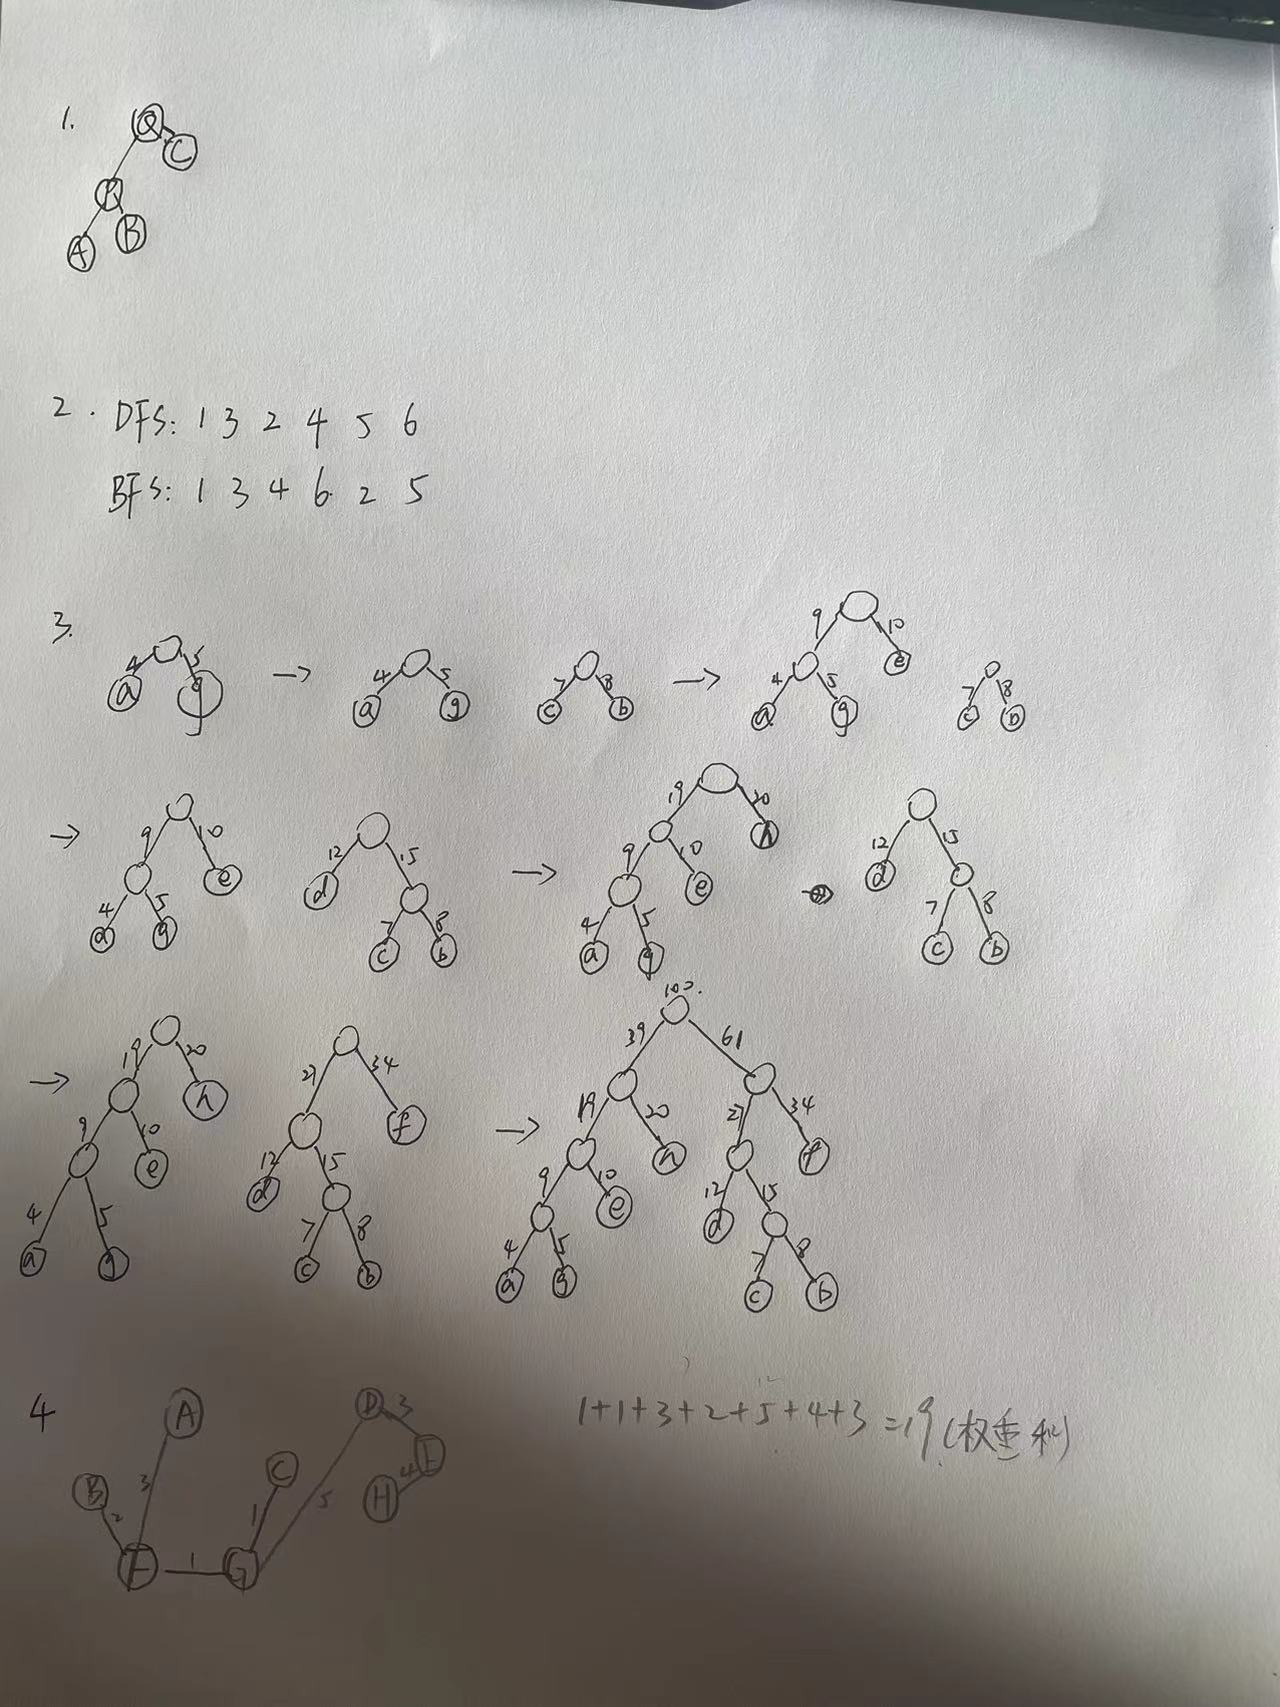 1.
Q
C
P
A B
2. DFS: 1 3 2 4 5 6
BFS: 1 3 4 6 2 5
3.
4 5
a g
→
4 5
a g
7 8
c b
→
9 10
e
4 5
a g
7 8
c b
→
9 10
e
4 5
a g
12 15
d
7 8
c b
→
19 20
h
9 10
e
4 5
a g
12 15
d
7 8
c b
→
19 20
h
9 10
e
4 5
a g
27 34
f
12 15
d
7 8
c b
→
100.
39 61
19 20 27 34
h f
9 10 12 15
e d
4 5 7 8
a g c b
4
A D 3
B 3 C E
2 1 5 H 4
F 1 G
1+1+3+2+5+4+3=19(权重和)